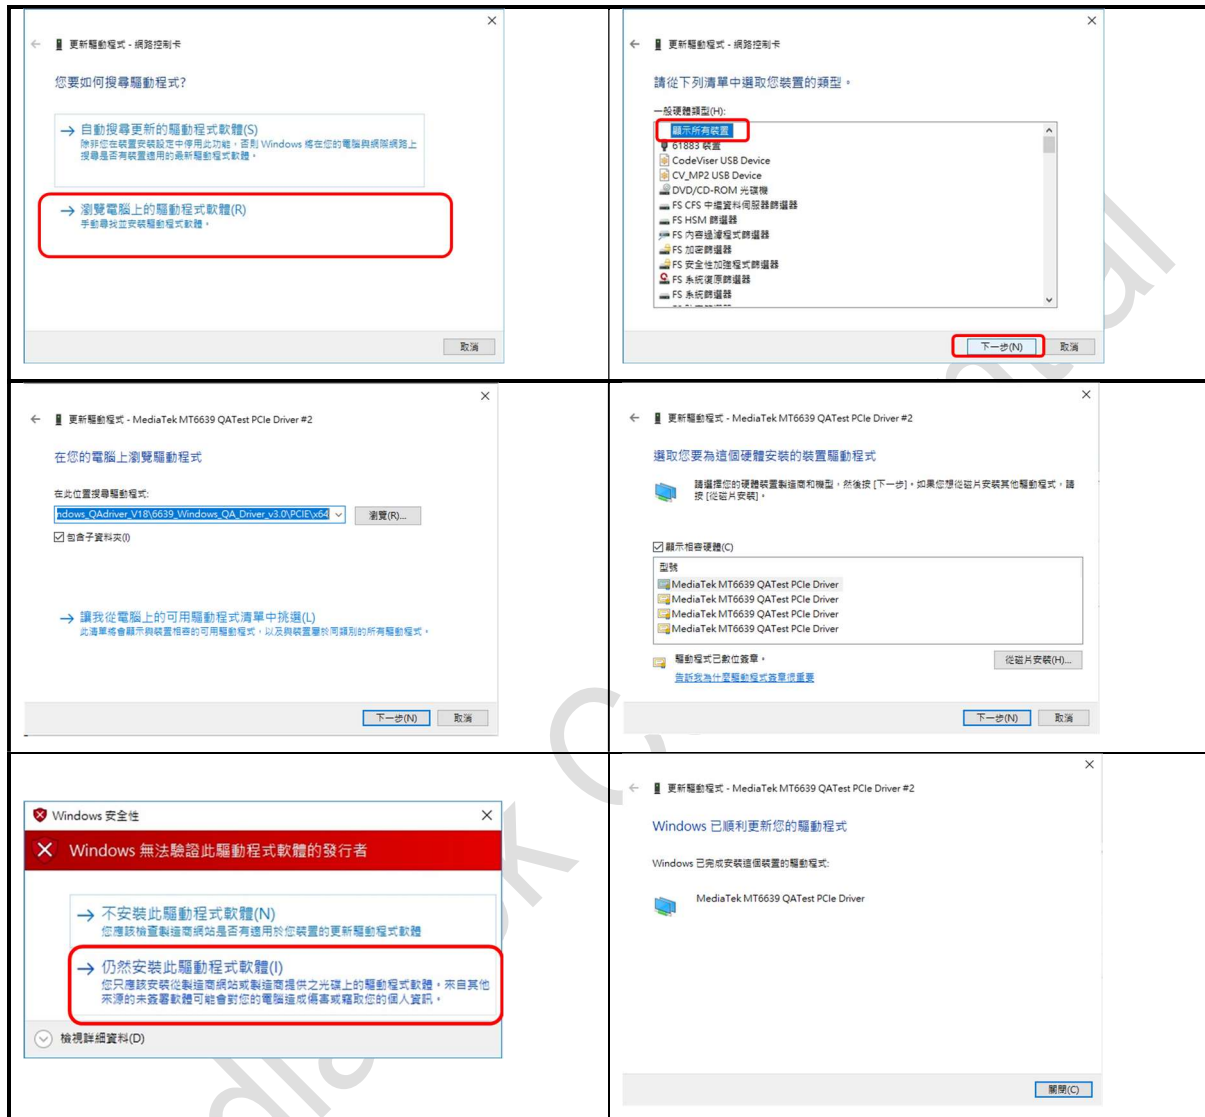 更新驅動程式 - 網路控制卡
您要如何搜尋驅動程式?
自動搜尋更新的驅動程式軟體(S)
除非您在裝置安裝設定中停用此功能，否則 Windows 將在您的電腦與網際網路上
搜尋是否有裝置適用的最新驅動程式軟體。
瀏覽電腦上的驅動程式軟體(R)
手動尋找並安裝驅動程式軟體。
取消
更新驅動程式 - 網路控制卡
請從下列清單中選取您裝置的類型。
一般硬體類型(H):
顯示所有裝置
61883 裝置
CodeViser USB Device
CV_MP2 USB Device
DVD/CD-ROM 光碟機
FS CFS 中繼資料伺服器篩選器
FS HSM 篩選器
FS 內容過濾程式篩選器
FS 加密篩選器
FS 安全性加強程式篩選器
FS 系統復原篩選器
FS 系統篩選器
下一步(N)
取消
更新驅動程式 - MediaTek MT6639 QATest PCIe Driver #2
在您的電腦上瀏覽驅動程式
在此位置搜尋驅動程式:
ndows_QAdriver_V18\6639_Windows_QA_Driver_v3.0\PCIE\x64
瀏覽(R)...
包含子資料夾(I)
讓我從電腦上的可用驅動程式清單中挑選(L)
此清單將會顯示與裝置相容的可用驅動程式，以及與裝置屬於同類別的所有驅動程式。
下一步(N)
取消
更新驅動程式 - MediaTek MT6639 QATest PCIe Driver #2
選取您要為這個硬體安裝的裝置驅動程式
請選擇您的硬體裝置製造商和機型，然後按 [下一步]。如果您想從磁片安裝其他驅動程式，請
按 [從磁片安裝]。
顯示相容硬體(C)
型號
MediaTek MT6639 QATest PCIe Driver
MediaTek MT6639 QATest PCIe Driver
MediaTek MT6639 QATest PCIe Driver
MediaTek MT6639 QATest PCIe Driver
驅動程式已數位簽章。
從磁片安裝(H)...
告訴我為什麼驅動程式簽章很重要
下一步(N)
取消
Windows 安全性
Windows 無法驗證此驅動程式軟體的發行者
不安裝此驅動程式軟體(N)
您應該檢查製造商網站是否有適用於您裝置的更新驅動程式軟體
仍然安裝此驅動程式軟體(I)
您只應該安裝從製造商網站或製造商提供之光碟上的驅動程式軟體。來自其他
來源的未簽署軟體可能會對您的電腦造成傷害或竊取您的個人資訊。
檢視詳細資料(D)
更新驅動程式 - MediaTek MT6639 QATest PCIe Driver #2
Windows 已順利更新您的驅動程式
Windows 已完成安裝這個裝置的驅動程式:
MediaTek MT6639 QATest PCIe Driver
關閉(C)